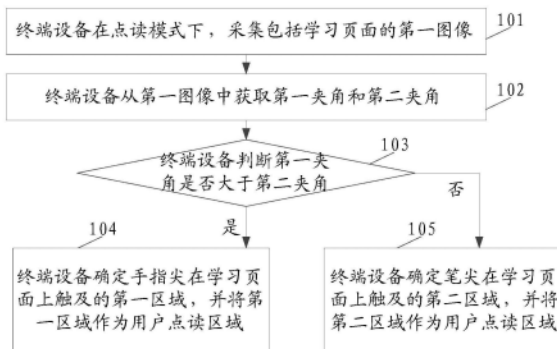 终端设备在点读模式下，采集包括学习页面的第一图像
101
终端设备从第一图像中获取第一夹角和第二夹角
102
终端设备判断第一夹
角是否大于第二夹角
103
是
否
104
终端设备确定手指尖在学习页
面上触及的第一区域，并将第
一区域作为用户点读区域
105
终端设备确定笔尖在学习页
面上触及的第二区域，并将
第二区域作为用户点读区域